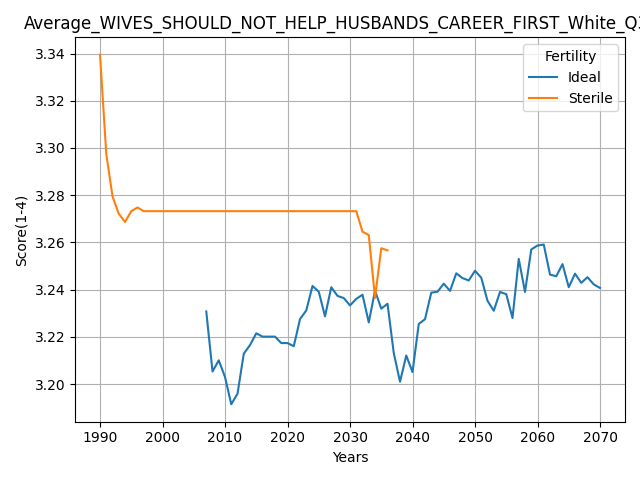 Average_WIVES_SHOULD_NOT_HELP_HUSBANDS_CAREER_FIRST_White_Q
Fertility
Ideal
Sterile
3.34
3.32
3.30
3.28
3.26
3.24
3.22
3.20
Score(1-4)
1990 2000 2010 2020 2030 2040 2050 2060 2070
Years